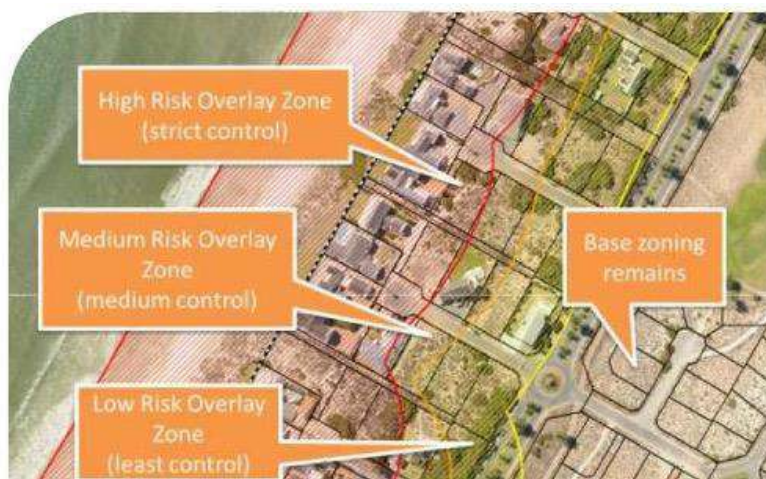 High Risk Overlay Zone
(strict control)
Medium Risk Overlay
Zone
(medium control)
Base zoning
remains
Low Risk Overlay
Zone
(least control)